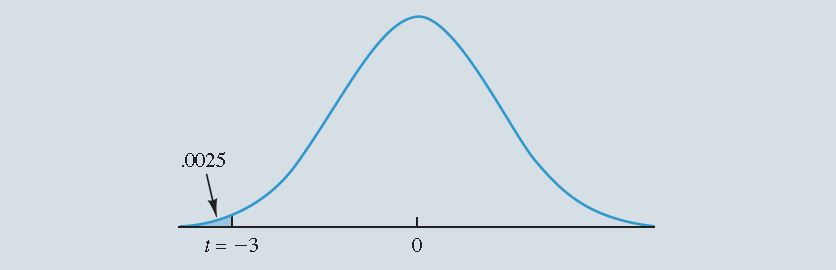 .0025
t = −3
0